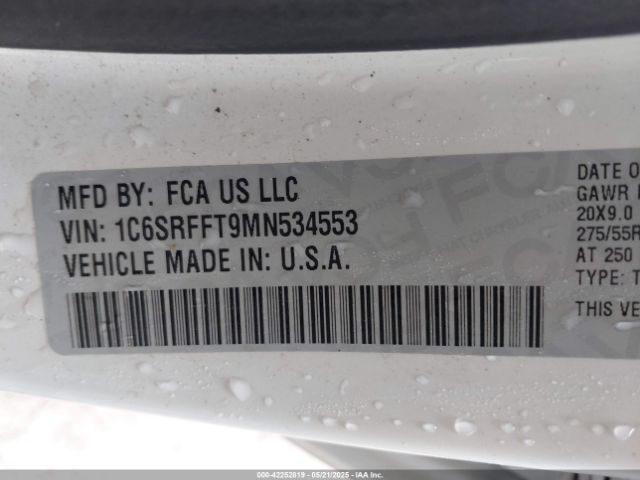 MFD BY: FCA US LLC
VIN: 1C6SRFFT9MN534553
VEHICLE MADE IN: U.S.A.
DATE O
GAWR
20X9.0
275/55R
AT 250
TYPE: T
THIS VE
000-42252819 - 05/21/2025 - IAA Inc.